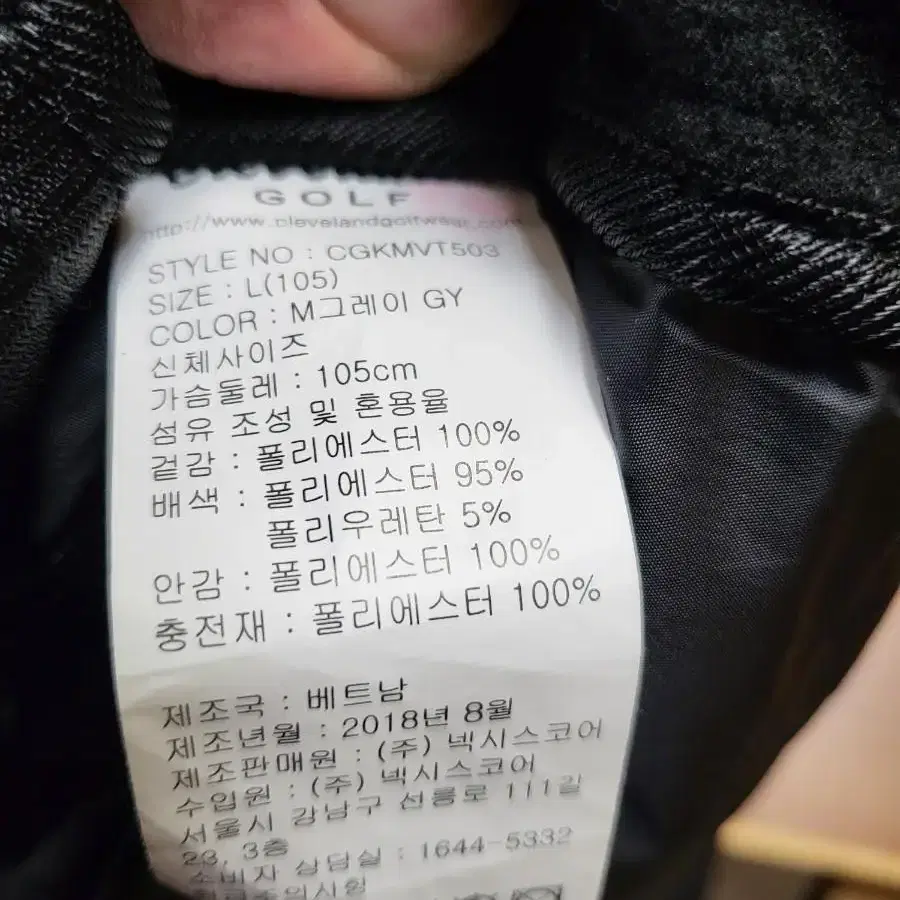 GOLF
http://www.clevelandgolfwear.com
STYLE NO : CGKMVT503
SIZE : L(105)
COLOR : M그레이 GY
신체사이즈
가슴둘레 : 105cm
섬유 조성 및 혼용율
겉감 : 폴리에스터 100%
배색 : 폴리에스터 95%
폴리우레탄 5%
안감 : 폴리에스터 100%
충전재 : 폴리에스터 100%
제조국 : 베트남
제조년월 : 2018년 8월
제조판매원 : (주) 넥시스코어
수입원 : (주) 넥시스코어
서울시 강남구 선릉로 111길
23, 3층
소비자 상담실 : 1644-5332
취급주의사항